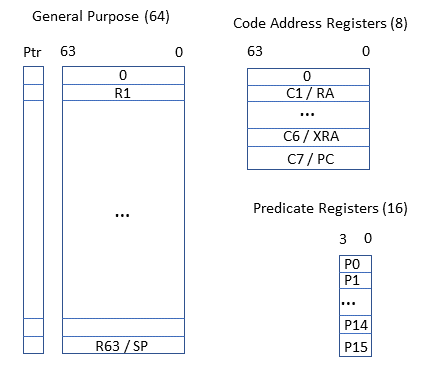 General Purpose (64)
Ptr 63 0
0
R1
...
R63 / SP
Code Address Registers (8)
63 0
0
C1 / RA
...
C6 / XRA
C7 / PC
Predicate Registers (16)
3 0
P0
P1
...
P14
P15